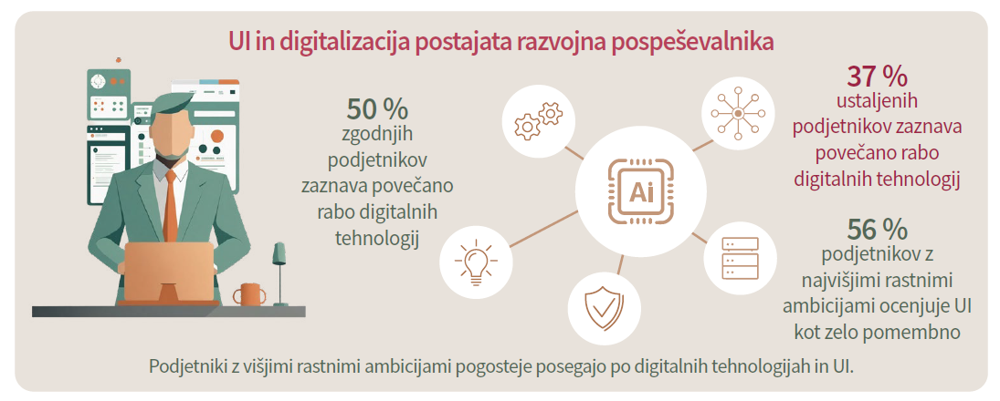 UI in digitalizacija postajata razvojna pospeševalnika
50 %
zgodnjih
podjetnikov
zaznava povečano
rabo digitalnih
tehnologij
Ai
37 %
ustaljenih
podjetnikov zaznava
povečano rabo
digitalnih tehnologij
56 %
podjetnikov z
najvišjimi rastnimi
ambicijami ocenjuje UI
kot zelo pomembno
Podjetniki z višjimi rastnimi ambicijami pogosteje posegajo po digitalnih tehnologijah in UI.